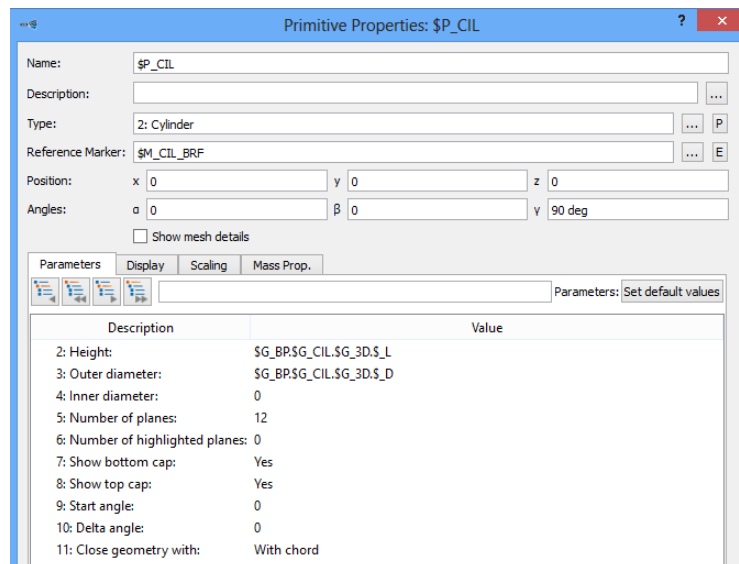 Primitive Properties: $P_CIL ? ×
Name: $P_CIL
Description: ...
Type: 2: Cylinder ... P
Reference Marker: $M_CIL_BRF ... E
Position: x 0 y 0 z 0
Angles: α 0 β 0 γ 90 deg
Show mesh details
Parameters Display Scaling Mass Prop.
Parameters: Set default values
Description Value
2: Height: $G_BP.$G_CIL.$G_3D.$_L
3: Outer diameter: $G_BP.$G_CIL.$G_3D.$_D
4: Inner diameter: 0
5: Number of planes: 12
6: Number of highlighted planes: 0
7: Show bottom cap: Yes
8: Show top cap: Yes
9: Start angle: 0
10: Delta angle: 0
11: Close geometry with: With chord